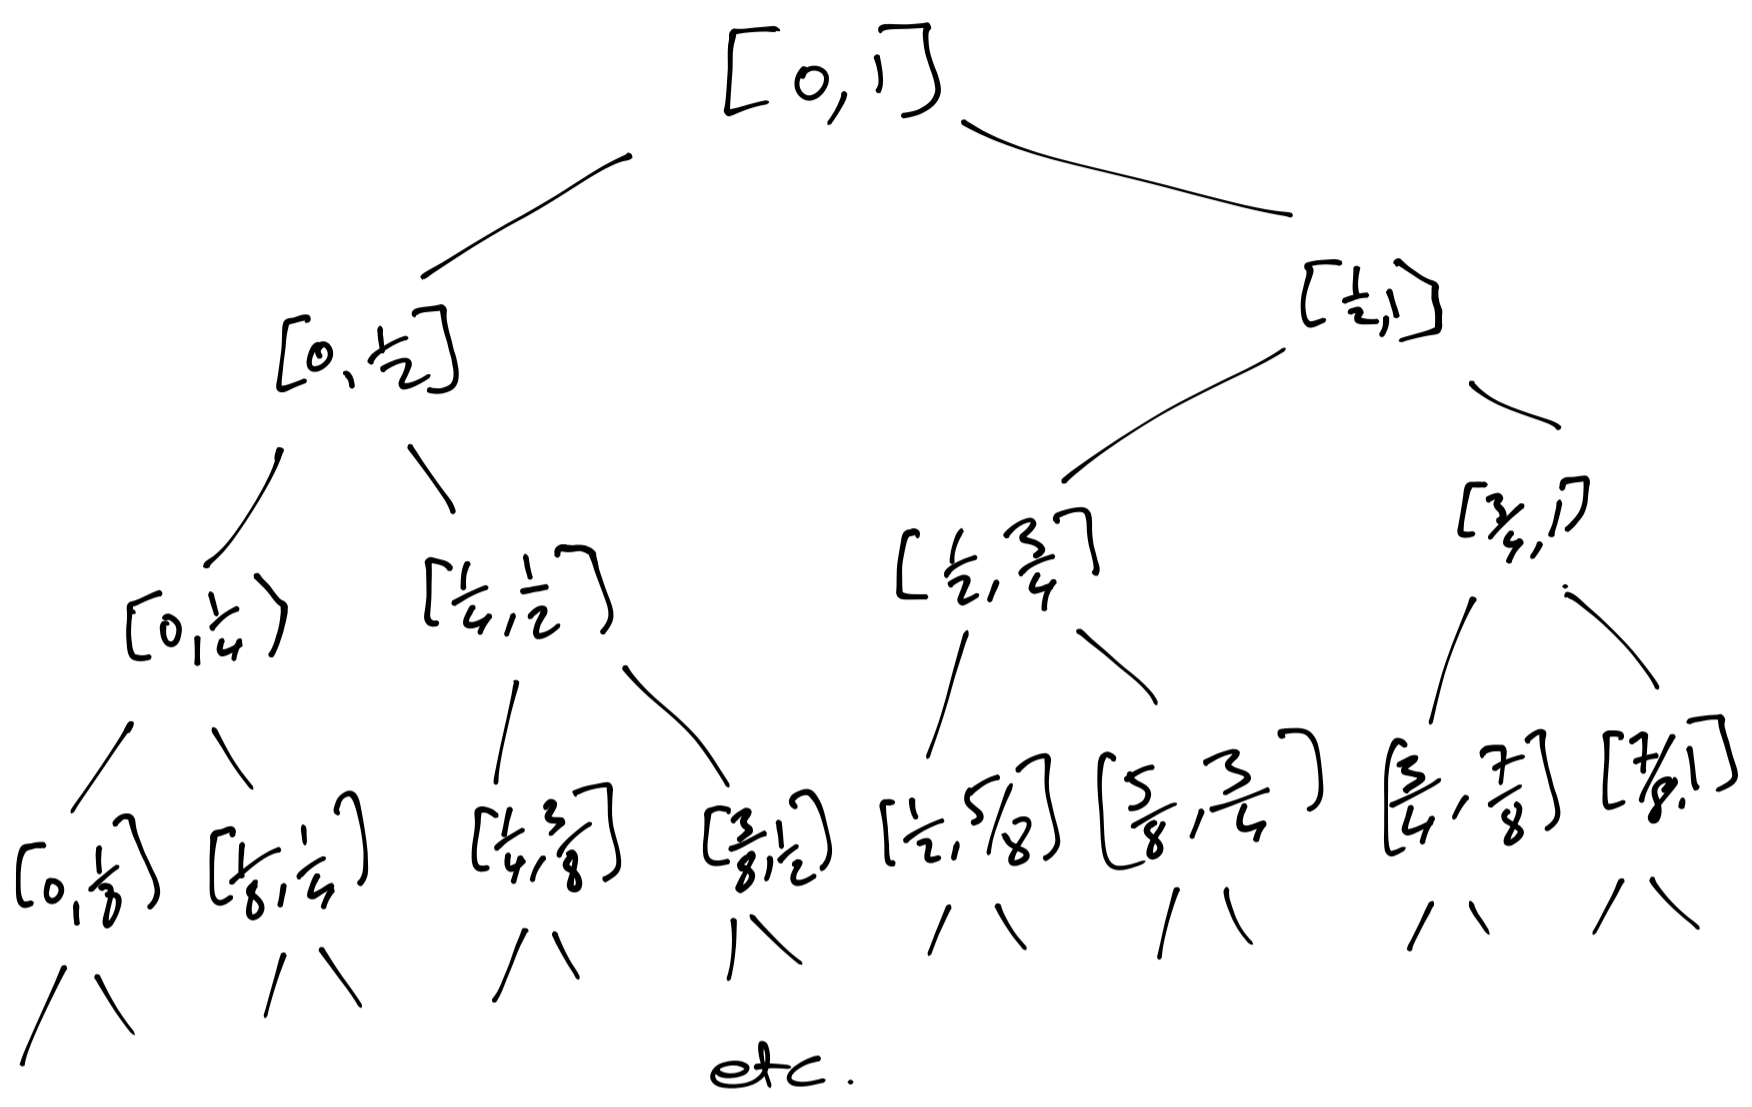 [0, 1]
[0, 1/2] [1/2, 1]
[0, 1/4] [1/4, 1/2] [1/2, 3/4] [3/4, 1]
[0, 1/8] [1/8, 1/4] [1/4, 3/8] [3/8, 1/2] [1/2, 5/8] [5/8, 3/4] [3/4, 7/8] [7/8, 1]
etc.